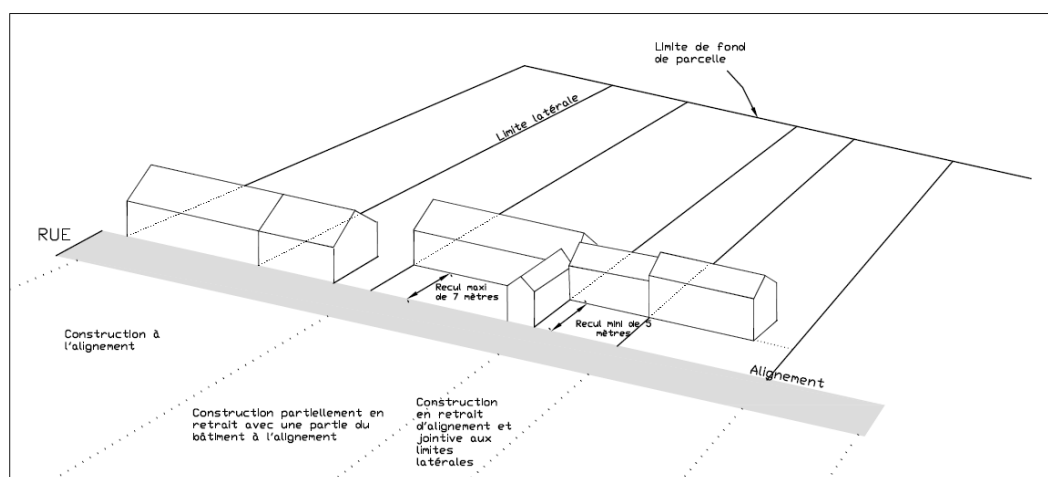 Limite de fond
de parcelle
Limite latérale
RUE
Recul maxi
de 7 mètres
Recul mini de 5
mètres
Construction à
l'alignement
Alignement
Construction partiellement en
retrait avec une partie du
bâtiment à l'alignement
Construction
en retrait
d'alignement et
jointive aux
limites
latérales